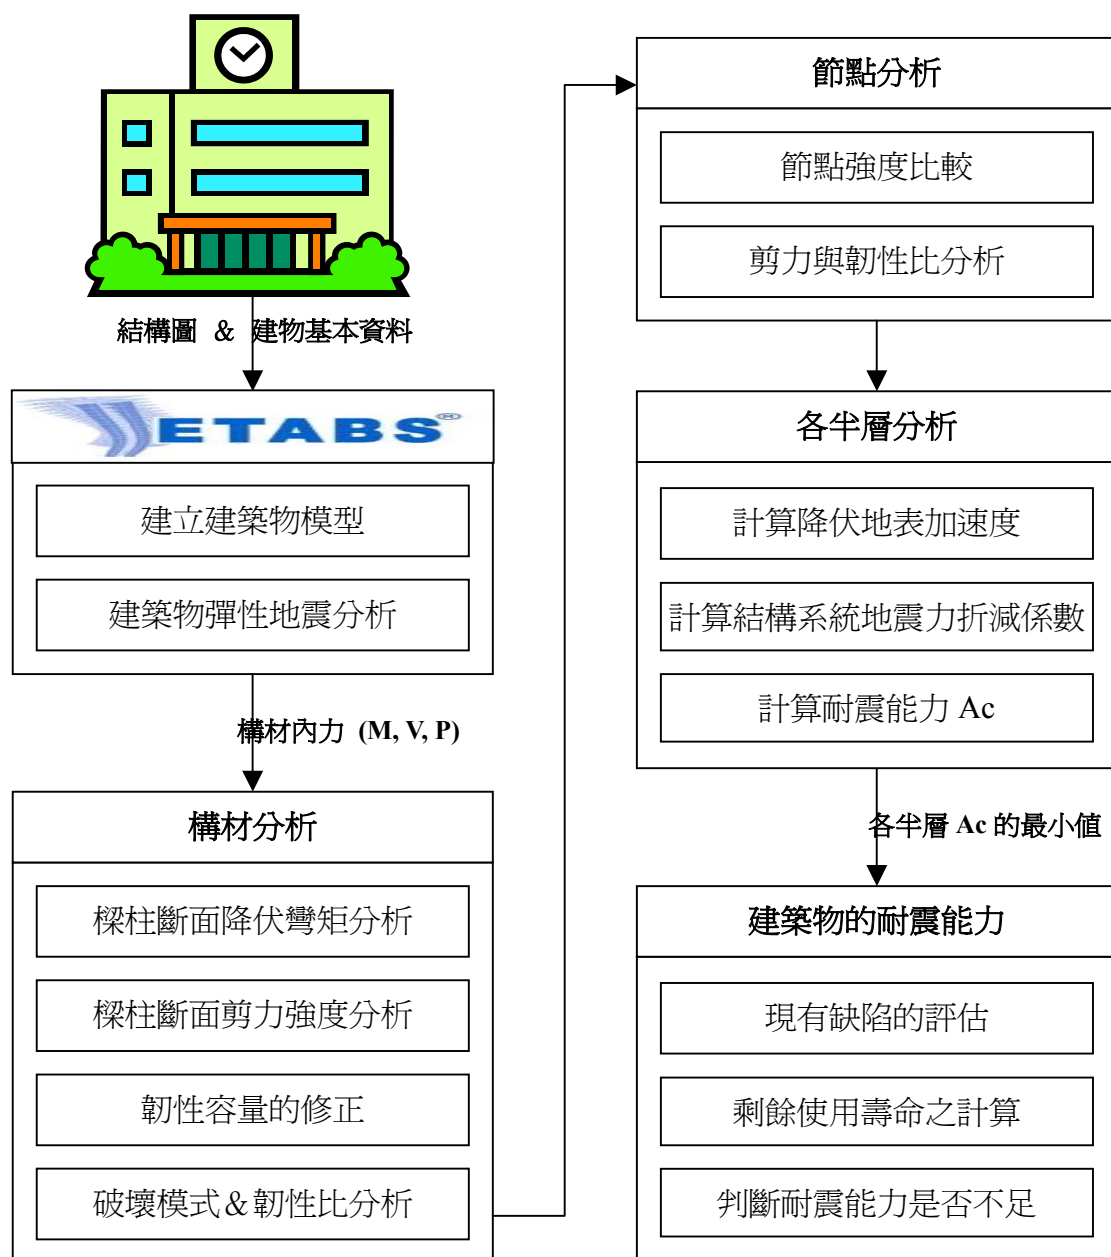 結構圖 & 建物基本資料
ETABS®
建立建築物模型
建築物彈性地震分析
構材內力 (M, V, P)
構材分析
樑柱斷面降伏彎矩分析
樑柱斷面剪力強度分析
韌性容量的修正
破壞模式&韌性比分析
節點分析
節點強度比較
剪力與韌性比分析
各半層分析
計算降伏地表加速度
計算結構系統地震力折減係數
計算耐震能力 Ac
各半層 Ac 的最小值
建築物的耐震能力
現有缺陷的評估
剩餘使用壽命之計算
判斷耐震能力是否不足